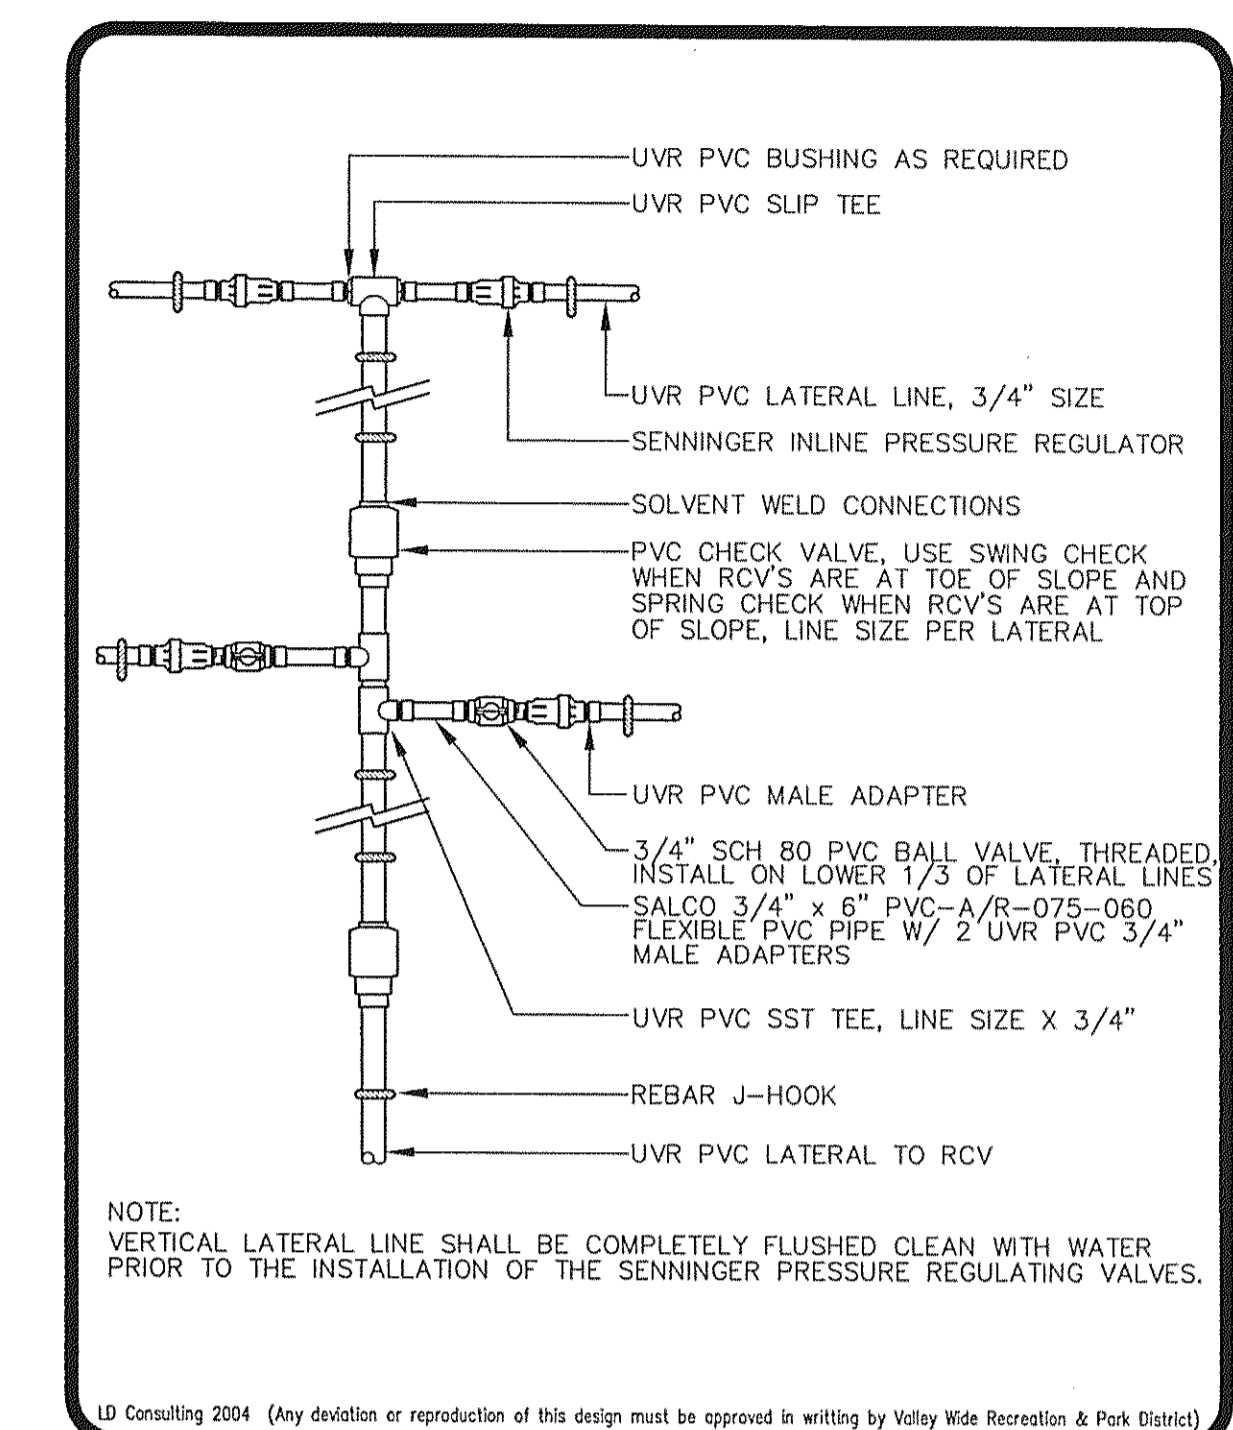 UVR PVC BUSHING AS REQUIRED
UVR PVC SLIP TEE
UVR PVC LATERAL LINE, 3/4" SIZE
SENNINGER INLINE PRESSURE REGULATOR
SOLVENT WELD CONNECTIONS
PVC CHECK VALVE, USE SWING CHECK
WHEN RCV'S ARE AT TOE OF SLOPE AND
SPRING CHECK WHEN RCV'S ARE AT TOP
OF SLOPE, LINE SIZE PER LATERAL
UVR PVC MALE ADAPTER
3/4" SCH 80 PVC BALL VALVE, THREADED,
INSTALL ON LOWER 1/3 OF LATERAL LINES
SALCO 3/4" x 6" PVC-A/R-075-060
FLEXIBLE PVC PIPE W/ 2 UVR PVC 3/4"
MALE ADAPTERS
UVR PVC SST TEE, LINE SIZE X 3/4"
REBAR J-HOOK
UVR PVC LATERAL TO RCV
NOTE:
VERTICAL LATERAL LINE SHALL BE COMPLETELY FLUSHED CLEAN WITH WATER
PRIOR TO THE INSTALLATION OF THE SENNINGER PRESSURE REGULATING VALVES.
LD Consulting 2004 (Any deviation or reproduction of this design must be approved in writting by Valley Wide Recreation & Park District)